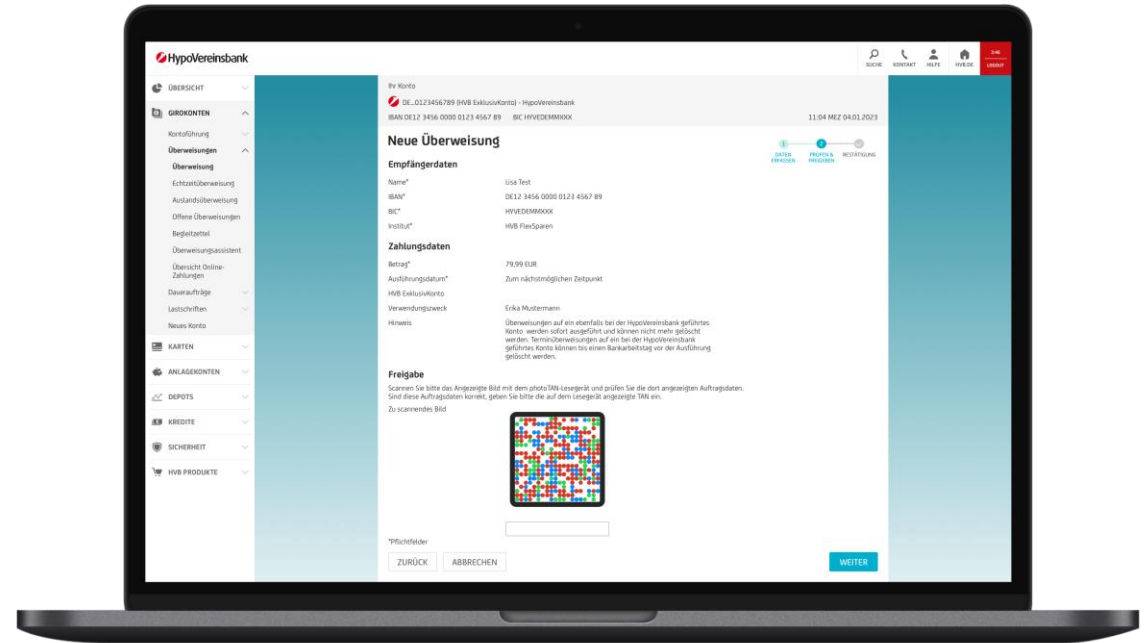 HypoVereinsbank
SUCHE
KONTAKT
HILFE
HVB.DE
3:46
LOGOUT
ÜBERSICHT
GIROKONTEN
Kontoführung
Überweisungen
Überweisung
Echtzeitüberweisung
Auslandsüberweisung
Offene Überweisungen
Begleitzettel
Überweisungsassistent
Übersicht Online-
Zahlungen
Daueraufträge
Lastschriften
Neues Konto
KARTEN
ANLAGEKONTEN
DEPOTS
KREDITE
SICHERHEIT
HVB PRODUKTE
Ihr Konto
DE_0123456789 (HVB ExklusivKonto) - HypoVereinsbank
IBAN DE12 3456 0000 0123 4567 89 BIC HYVEDEMMXXX
11:04 MEZ 04.01.2023
Neue Überweisung
1
2
DATEN
ERFASSEN
PRÜFEN &
FREIGEBEN
BESTÄTIGUNG
Empfängerdaten
Name* Lisa Test
IBAN* DE12 3456 0000 0123 4567 89
BIC* HYVEDEMMXXX
Institut* HVB FlexSparen
Zahlungsdaten
Betrag* 79,99 EUR
Ausführungsdatum* Zum nächstmöglichen Zeitpunkt
HVB ExklusivKonto
Verwendungszweck Erika Mustermann
Hinweis Überweisungen auf ein ebenfalls bei der HypoVereinsbank geführtes
Konto werden sofort ausgeführt und können nicht mehr gelöscht
werden. Terminüberweisungen auf ein bei der HypoVereinsbank
geführtes Konto können bis einen Bankarbeitstag vor der Ausführung
gelöscht werden.
Freigabe
Scannen Sie bitte das Angezeigte Bild mit dem photoTAN-Lesegerät und prüfen Sie die dort angezeigten Auftragsdaten.
Sind diese Auftragsdaten korrekt, geben Sie bitte die auf dem Lesegerät angezeigte TAN ein.
Zu scannendes Bild
*Pflichtfelder
ZURÜCK
ABBRECHEN
WEITER